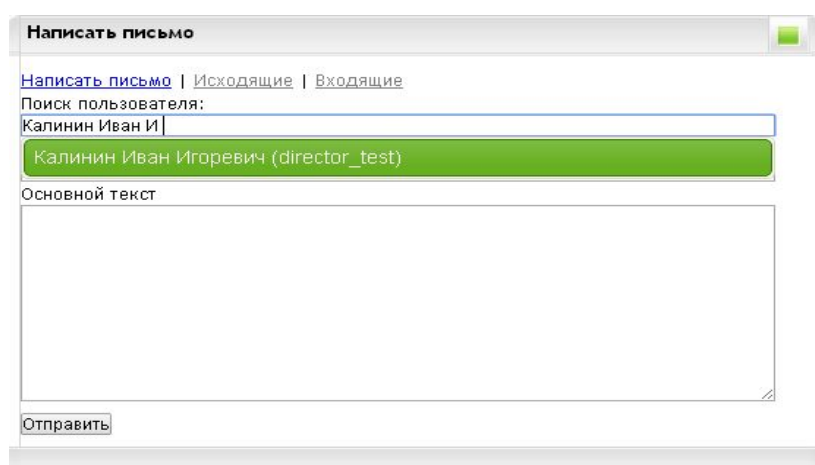 Написать письмо
Написать письмо | Исходящие | Входящие
Поиск пользователя:
Калинин Иван И
Калинин Иван Игоревич (director_test)
Основной текст
Отправить